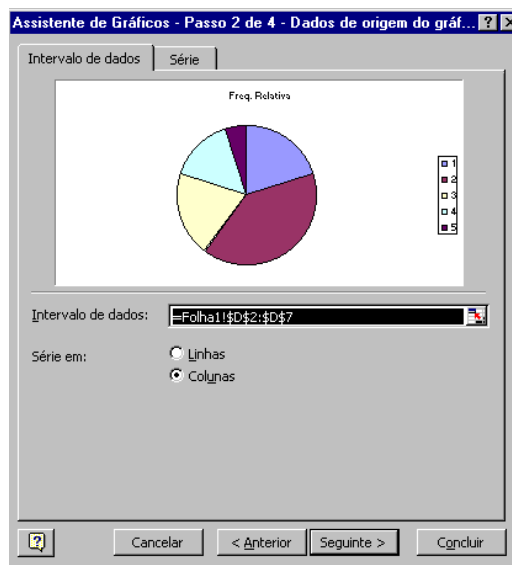 Assistente de Gráficos - Passo 2 de 4 - Dados de origem do gráf...
Intervalo de dados
Série
Freq. Relativa
1
2
3
4
5
Intervalo de dados:
=Folha1!$D$2:$D$7
Série em:
Linhas
Colunas
Cancelar
< Anterior
Seguinte >
Concluir